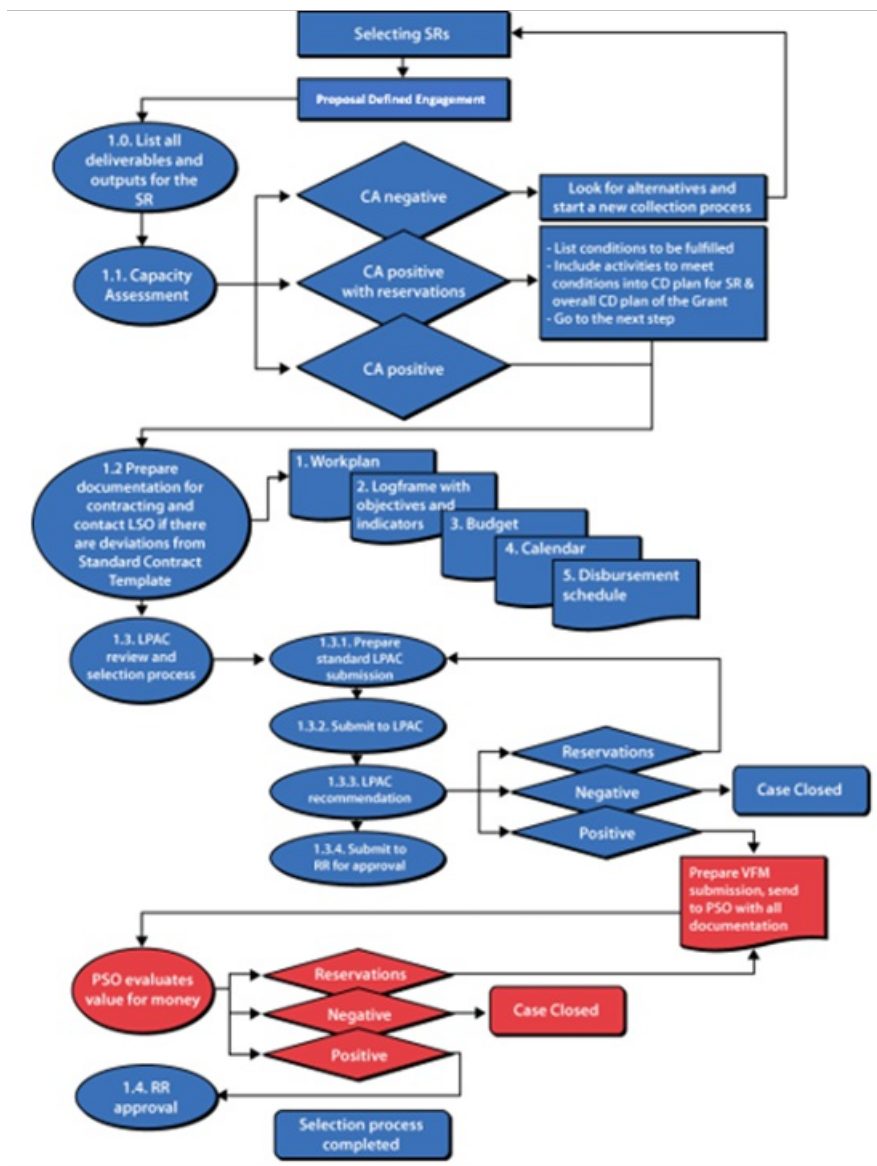 Selecting SRs
Proposal Defined Engagement
1.0. List all
deliverables and
outputs for the
SR
CA negative
Look for alternatives and
start a new collection process
1.1. Capacity
Assessment
CA positive
with reservations
- List conditions to be fulfilled
- Include activities to meet
conditions into CD plan for SR &
overall CD plan of the Grant
- Go to the next step
CA positive
1.2 Prepare
documentation for
contracting and
contact LSO if there
are deviations from
Standard Contract
Template
1. Workplan
2. Logframe with
objectives and
indicators
3. Budget
4. Calendar
5. Disbursement
schedule
1.3. LPAC
review and
selection process
1.3.1. Prepare
standard LPAC
submission
1.3.2. Submit to LPAC
1.3.3. LPAC
recommendation
1.3.4. Submit to
RR for approval
Reservations
Negative
Positive
Case Closed
Prepare VFM
submission, send
to PSO with all
documentation
PSO evaluates
value for money
Reservations
Negative
Positive
Case Closed
1.4. RR
approval
Selection process
completed